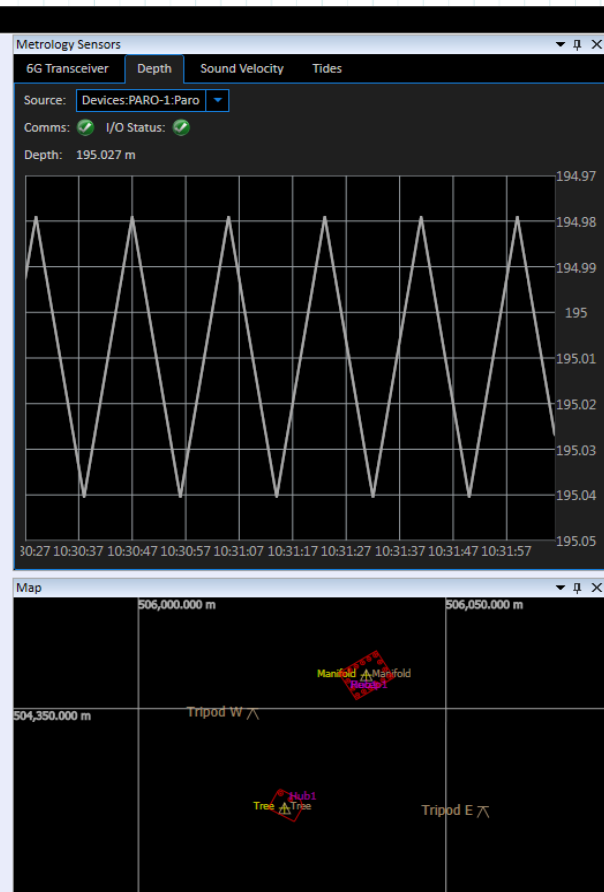 Metrology Sensors
6G Transceiver Depth Sound Velocity Tides
Source: Devices:PARO-1:Paro
Comms: I/O Status:
Depth: 195.027 m
194.97
194.98
194.99
195
195.01
195.02
195.03
195.04
195.05
30:27 10:30:37 10:30:47 10:30:57 10:31:07 10:31:17 10:31:27 10:31:37 10:31:47 10:31:57
Map
506,000.000 m 506,050.000 m
Manifold Manifold
504,350.000 m
Tripod W
Hub1
Tree Tree
Tripod E